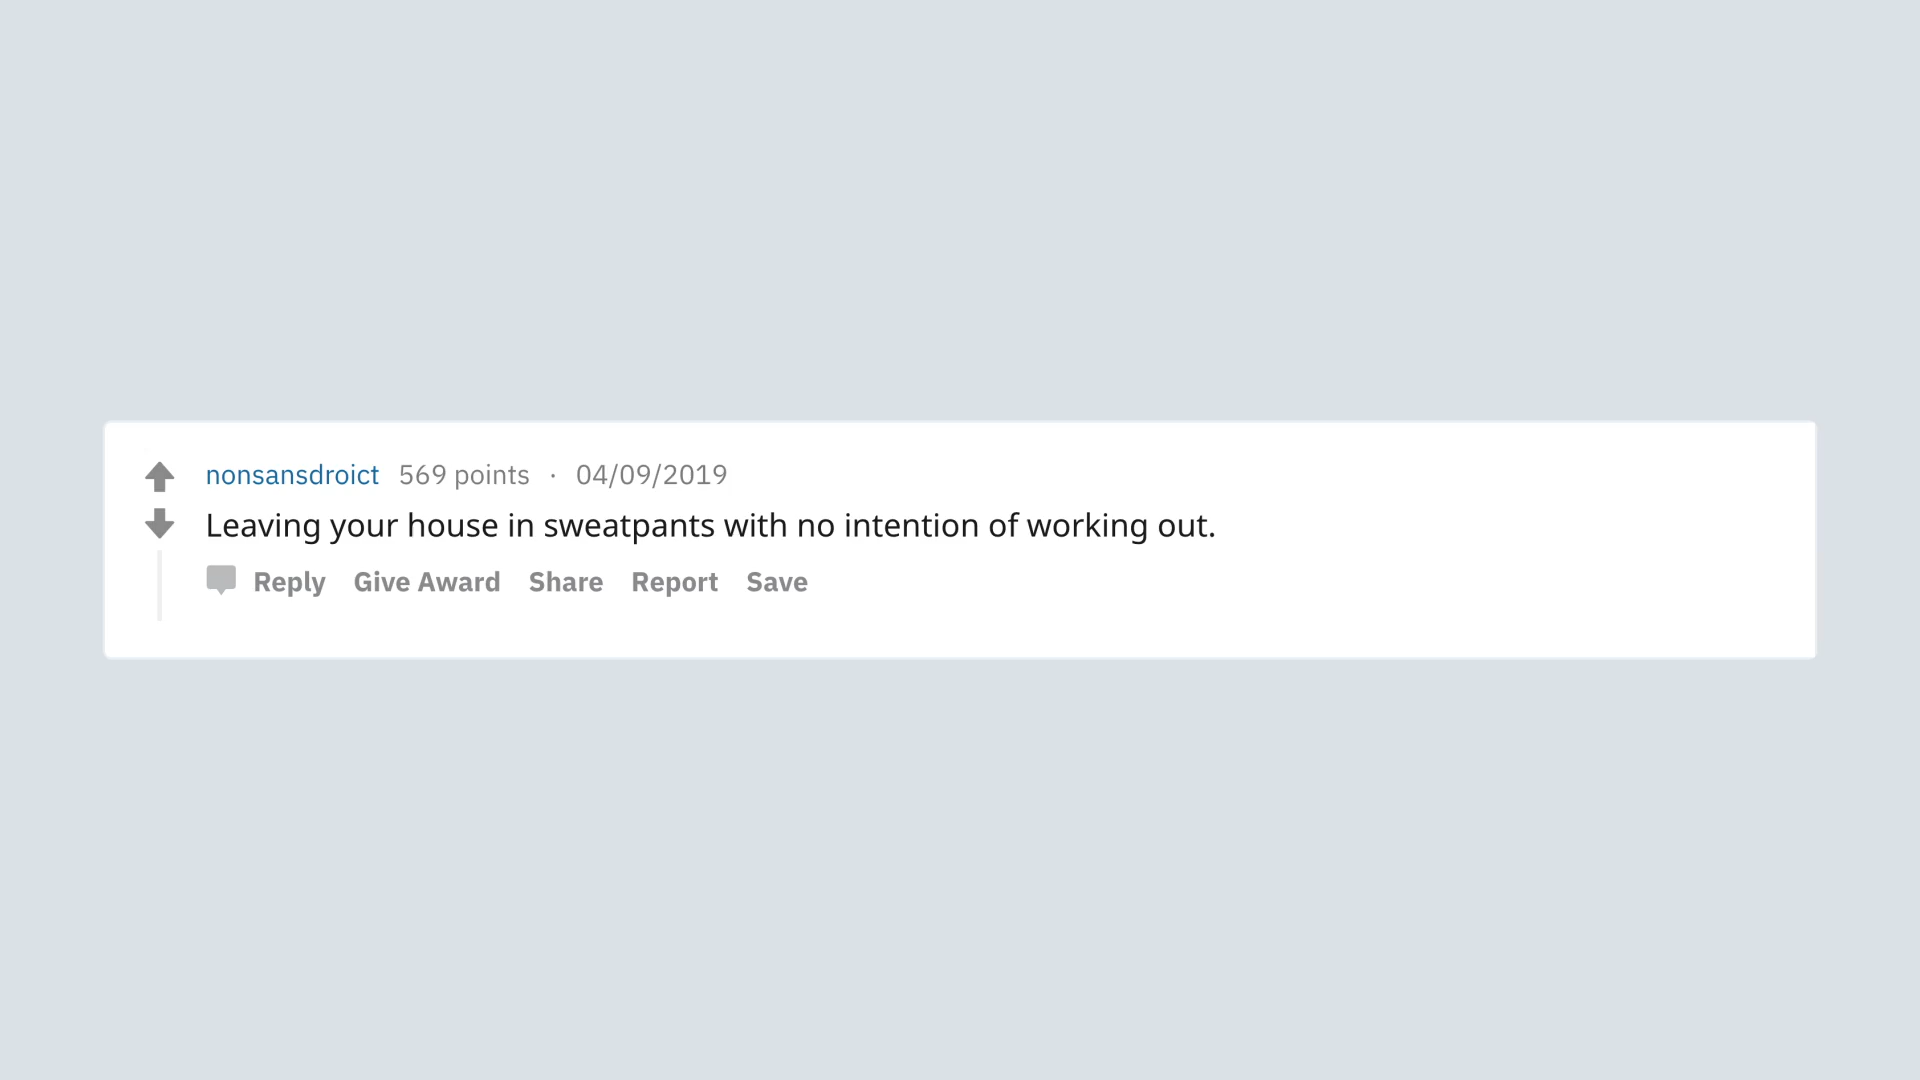 nonsansdroict 569 points · 04/09/2019
Leaving your house in sweatpants with no intention of working out.
Reply Give Award Share Report Save